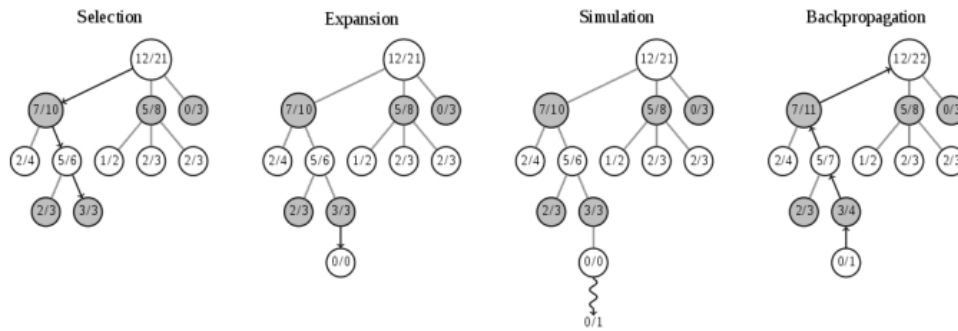 Selection Expansion Simulation Backpropagation
12/21 12/21 12/21 12/22
7/10 5/8 0/3 7/10 5/8 0/3 7/10 5/8 0/3 7/11 5/8 0/3
2/4 5/6 1/2 2/3 2/3 2/4 5/6 1/2 2/3 2/3 2/4 5/6 1/2 2/3 2/3 2/4 5/7 1/2 2/3 2/3
2/3 3/3 2/3 3/3 2/3 3/3 2/3 3/4
0/0 0/0 0/1
0/1